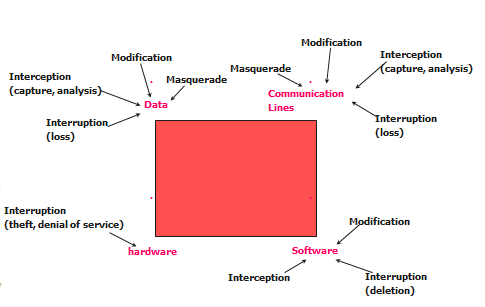 Modification
Masquerade
Interception
(capture, analysis)
Interruption
(loss)
Data
Modification
Masquerade
Interception
(capture, analysis)
Communication
Lines
Interruption
(loss)
Interruption
(theft, denial of service)
hardware
Modification
Software
Interception
Interruption
(deletion)